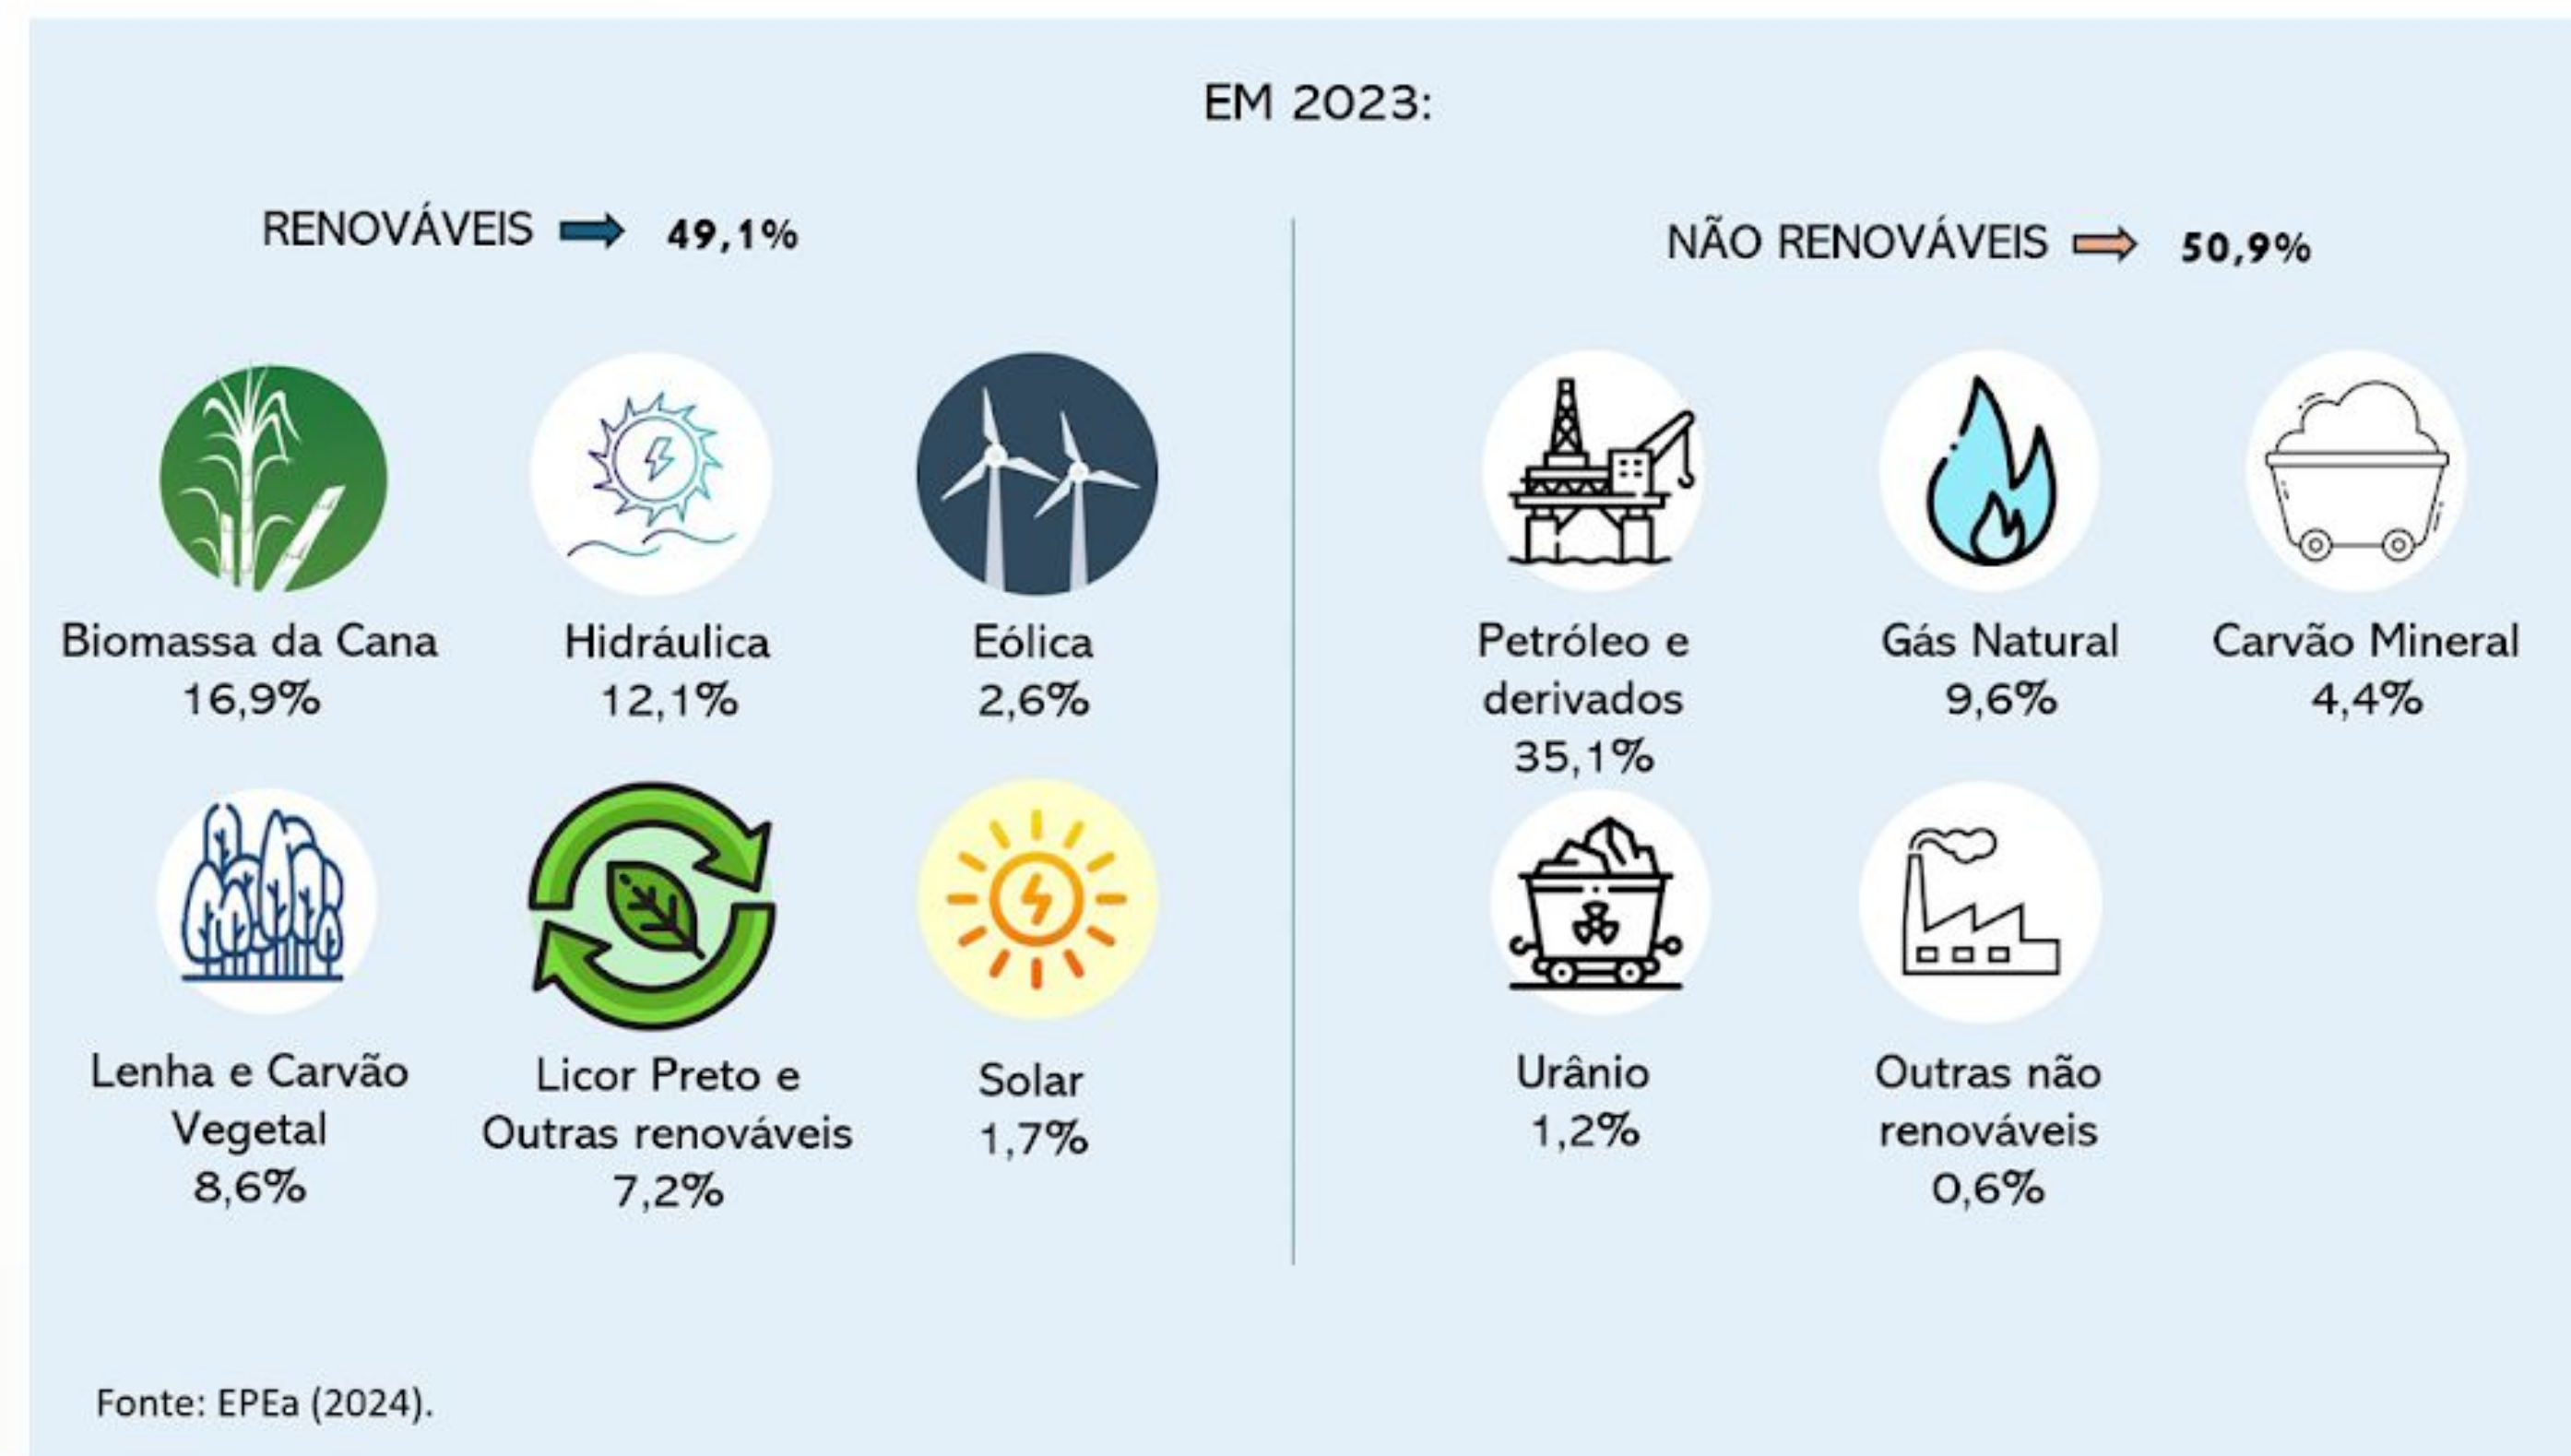 EM 2023:
RENOVÁVEIS 49,1%
Biomassa da Cana
16,9%
Hidráulica
12,1%
Eólica
2,6%
Lenha e Carvão
Vegetal
8,6%
Licor Preto e
Outras renováveis
7,2%
Solar
1,7%
NÃO RENOVÁVEIS 50,9%
Petróleo e
derivados
35,1%
Gás Natural
9,6%
Carvão Mineral
4,4%
Urânio
1,2%
Outras não
renováveis
0,6%
Fonte: EPEa (2024).